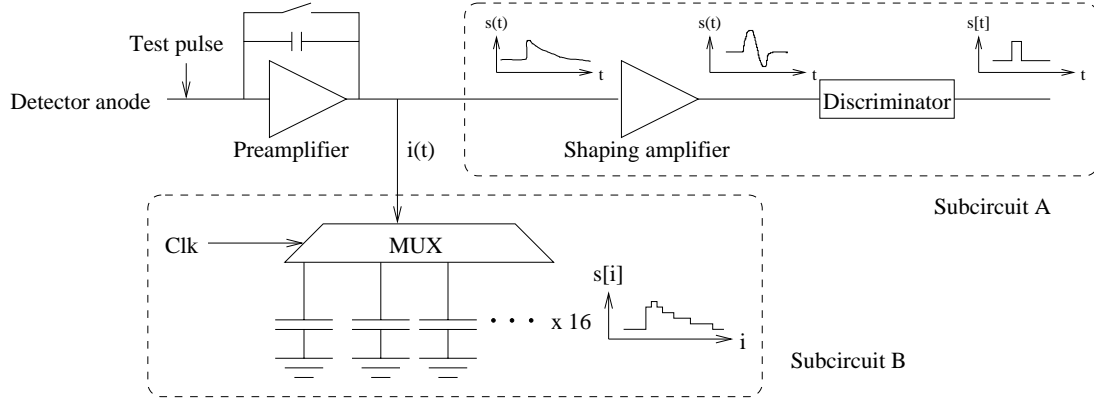 Test pulse
Detector anode
Preamplifier
i(t)
s(t)
t
Shaping amplifier
s(t)
t
Discriminator
s[t]
t
Subcircuit A
Clk
MUX
· · · x 16
s[i]
i
Subcircuit B